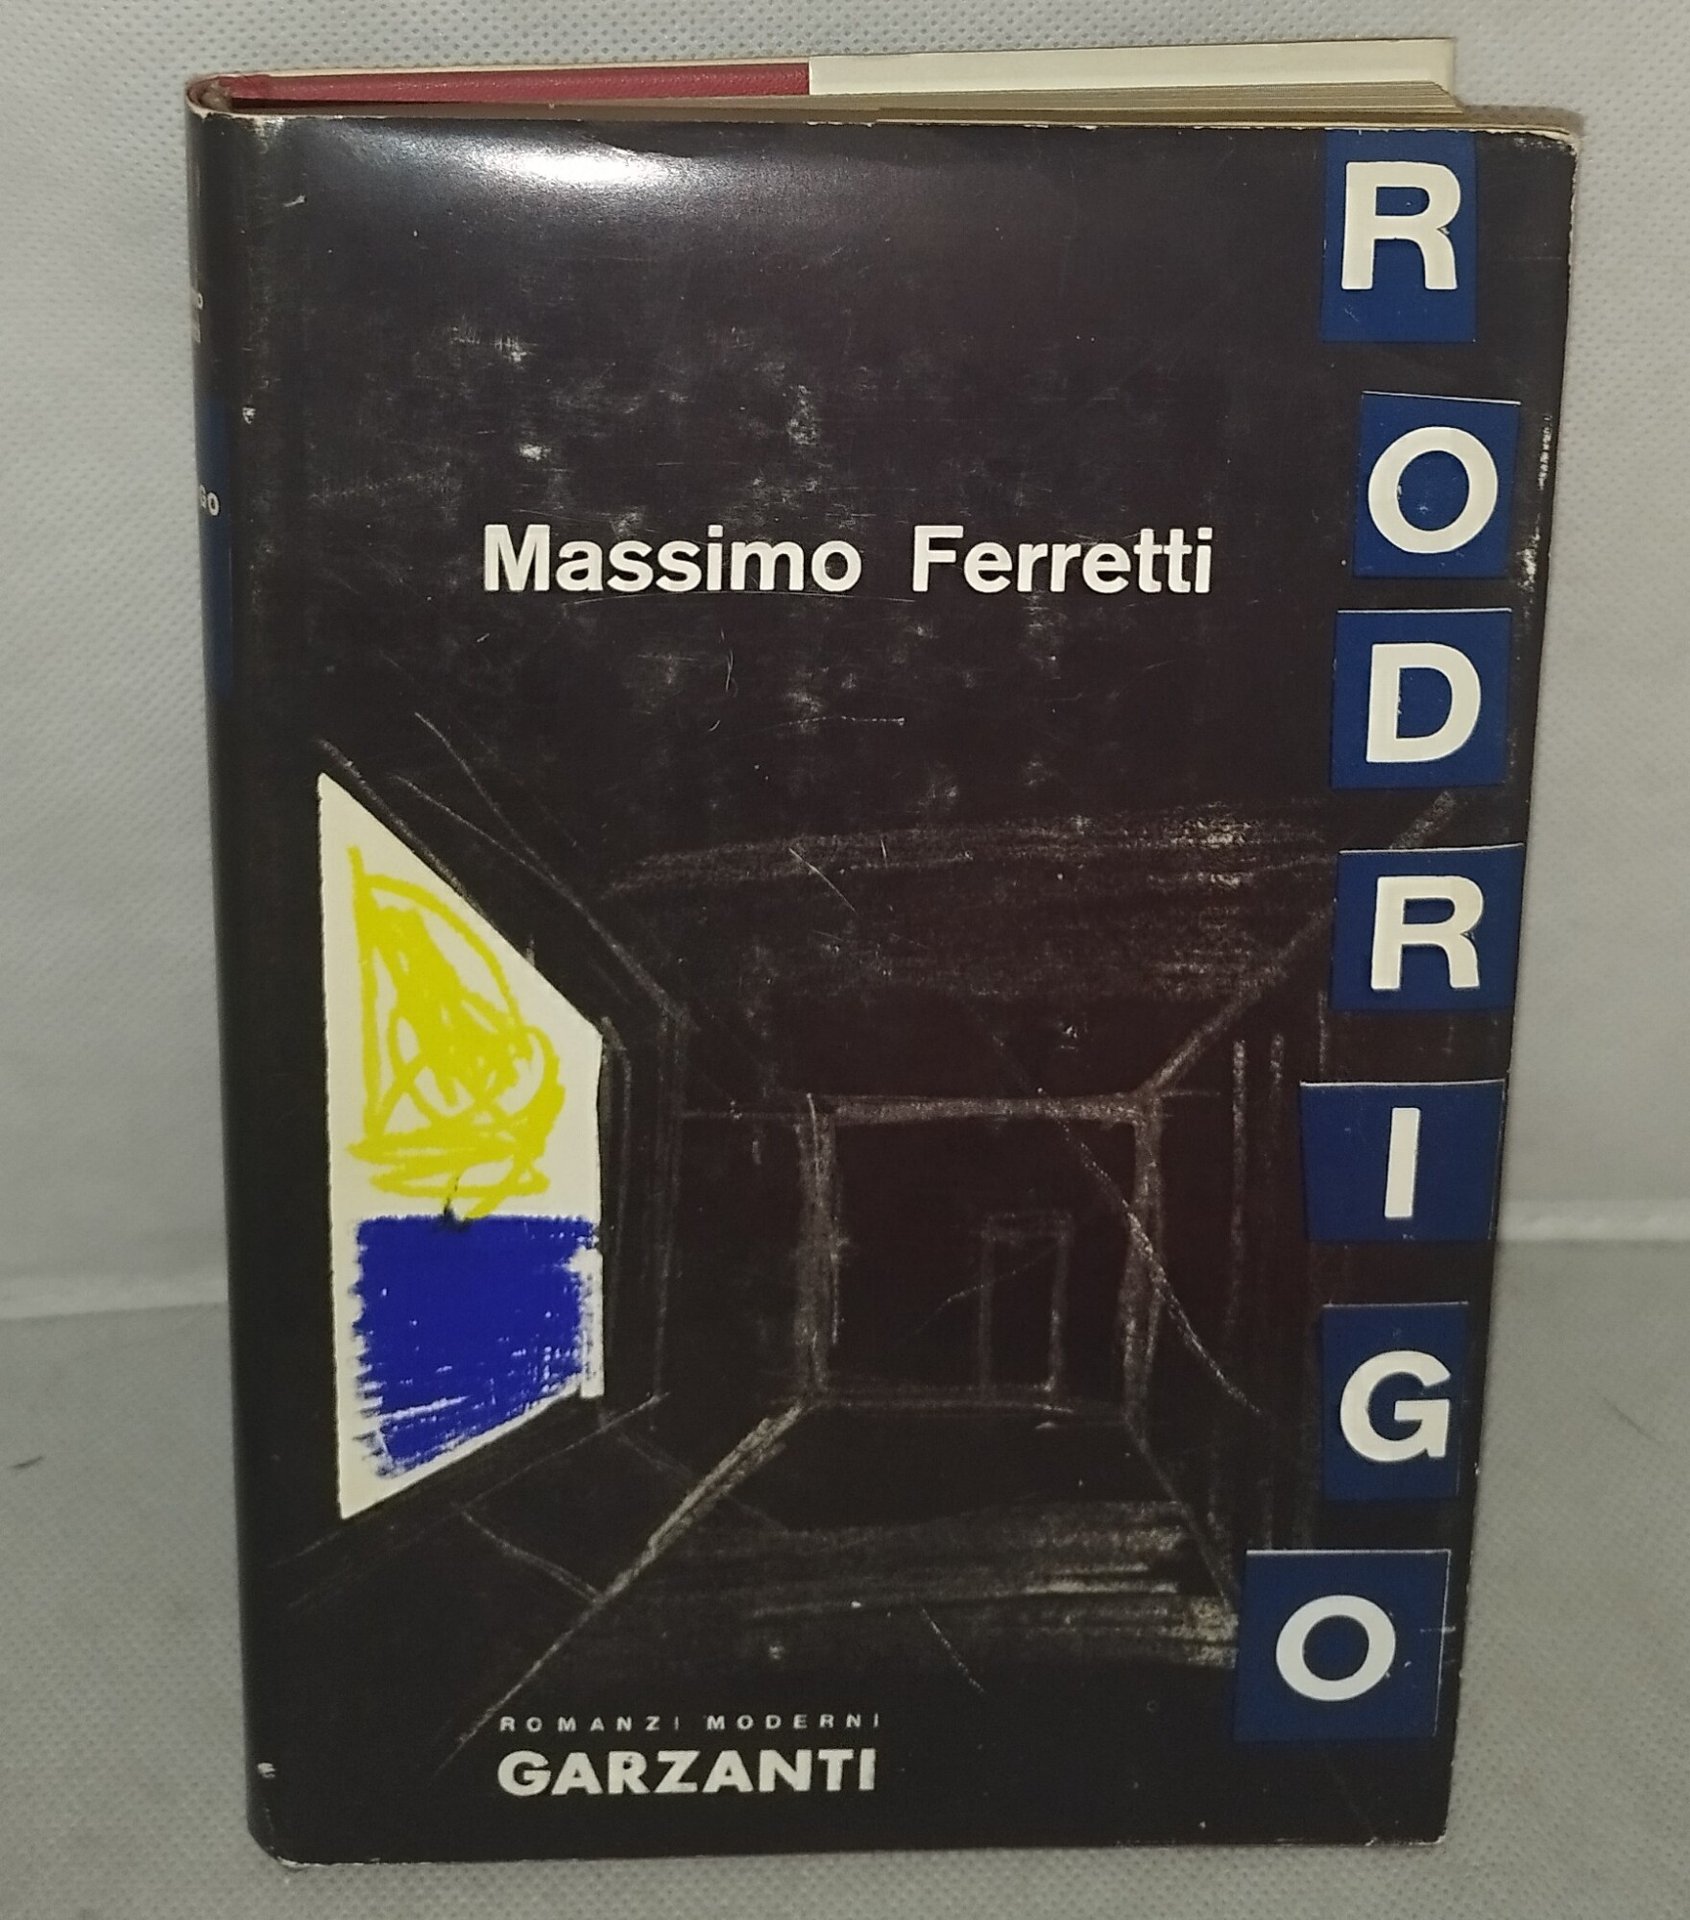 Massimo Ferretti
RODRIGO
ROMANZI MODERNI
GARZANTI